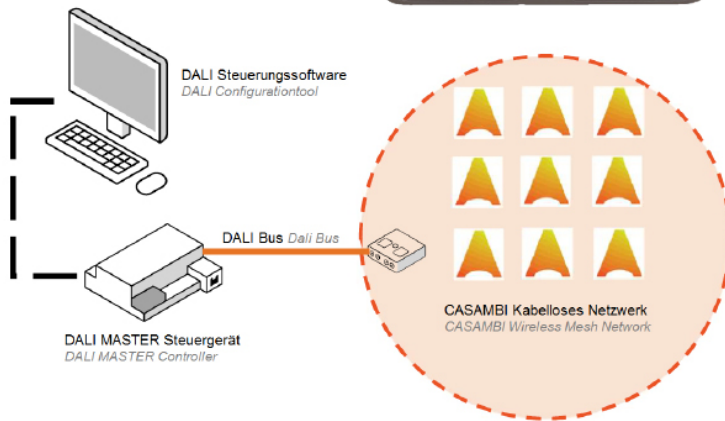 DALI Steuerungssoftware
DALI Configurationtool
DALI Bus Dali Bus
DALI MASTER Steuergerät
DALI MASTER Controller
CASAMBI Kabelloses Netzwerk
CASAMBI Wireless Mesh Network